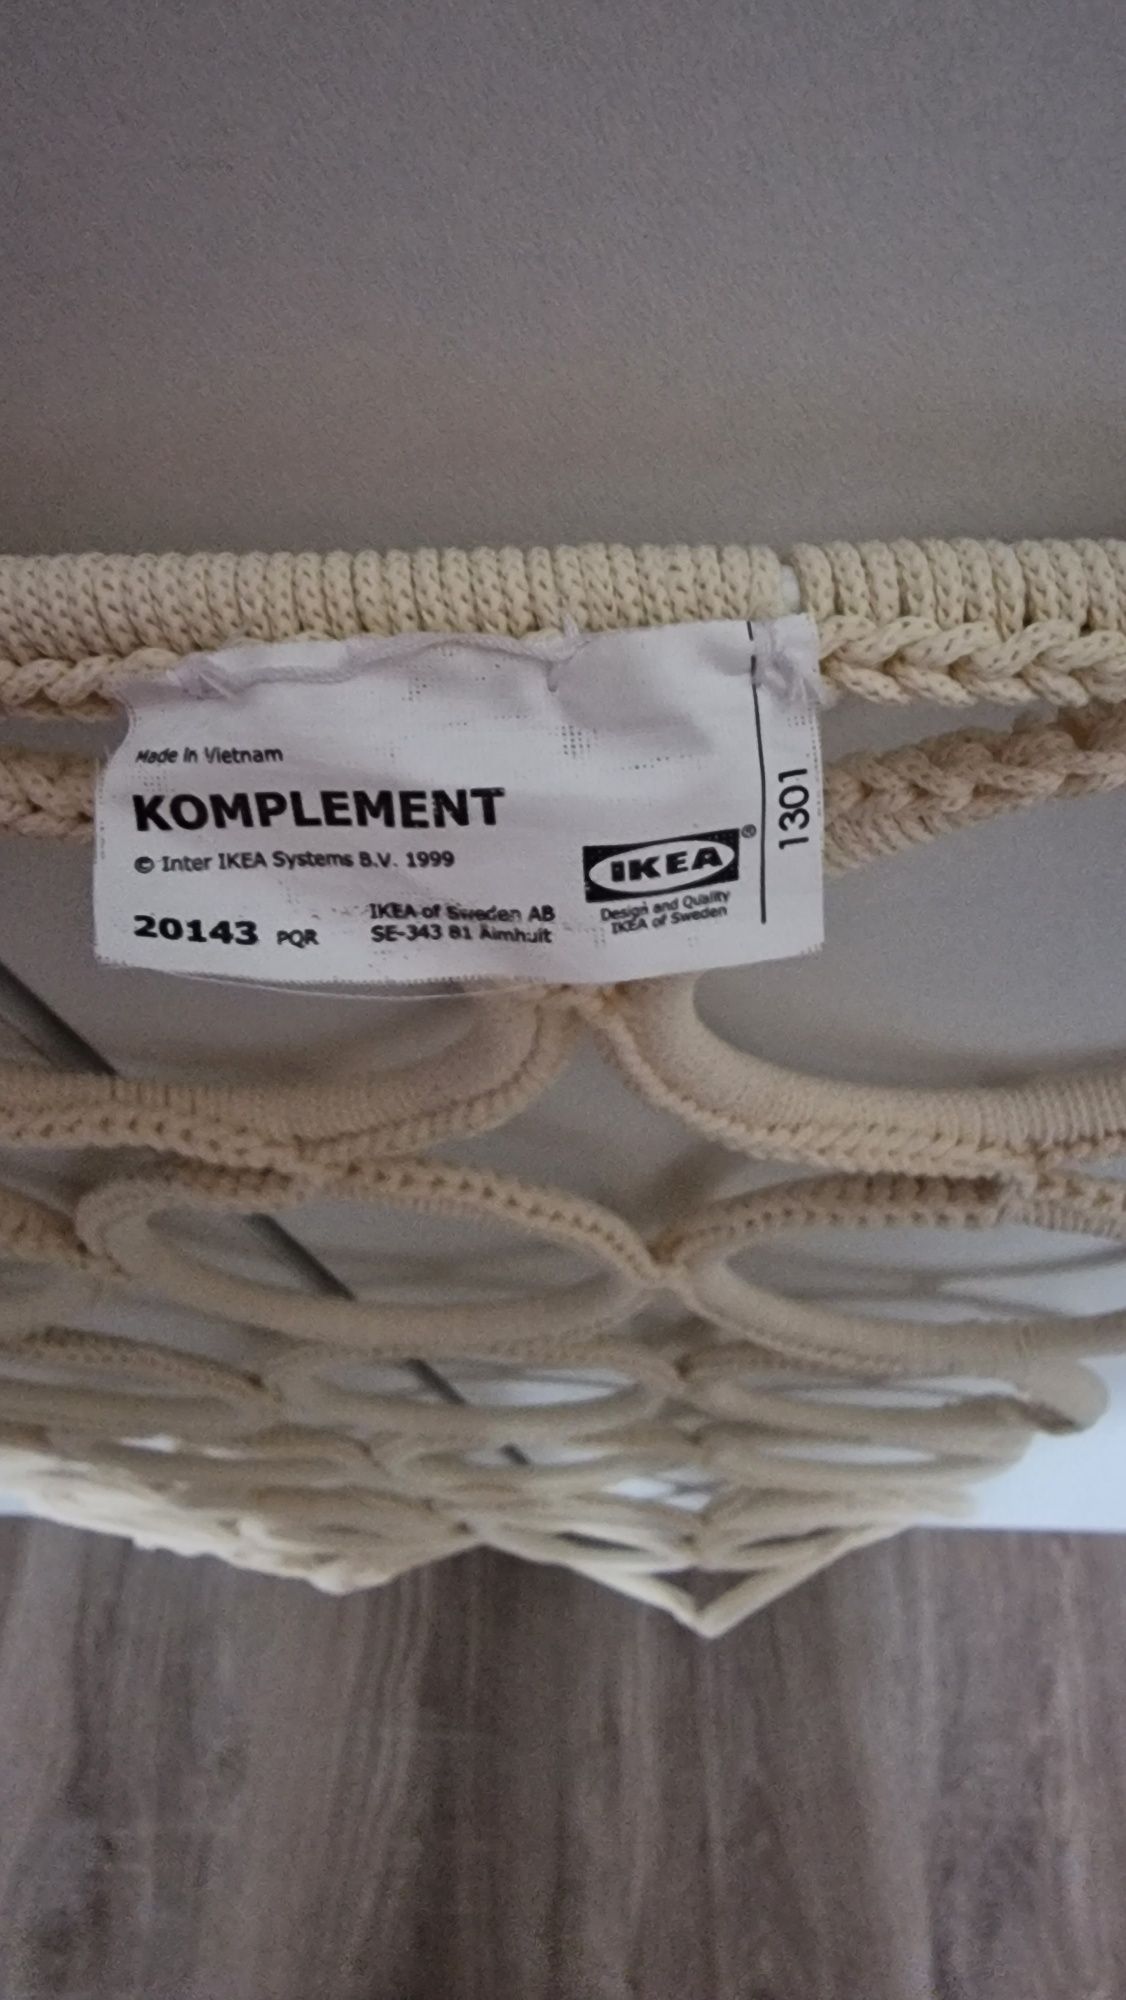 Made in Vietnam
KOMPLEMENT
© Inter IKEA Systems B.V. 1999
20143 PQR
IKEA of Sweden AB
SE-343 81 Älmhult
IKEA®
Design and Quality
IKEA of Sweden
1301